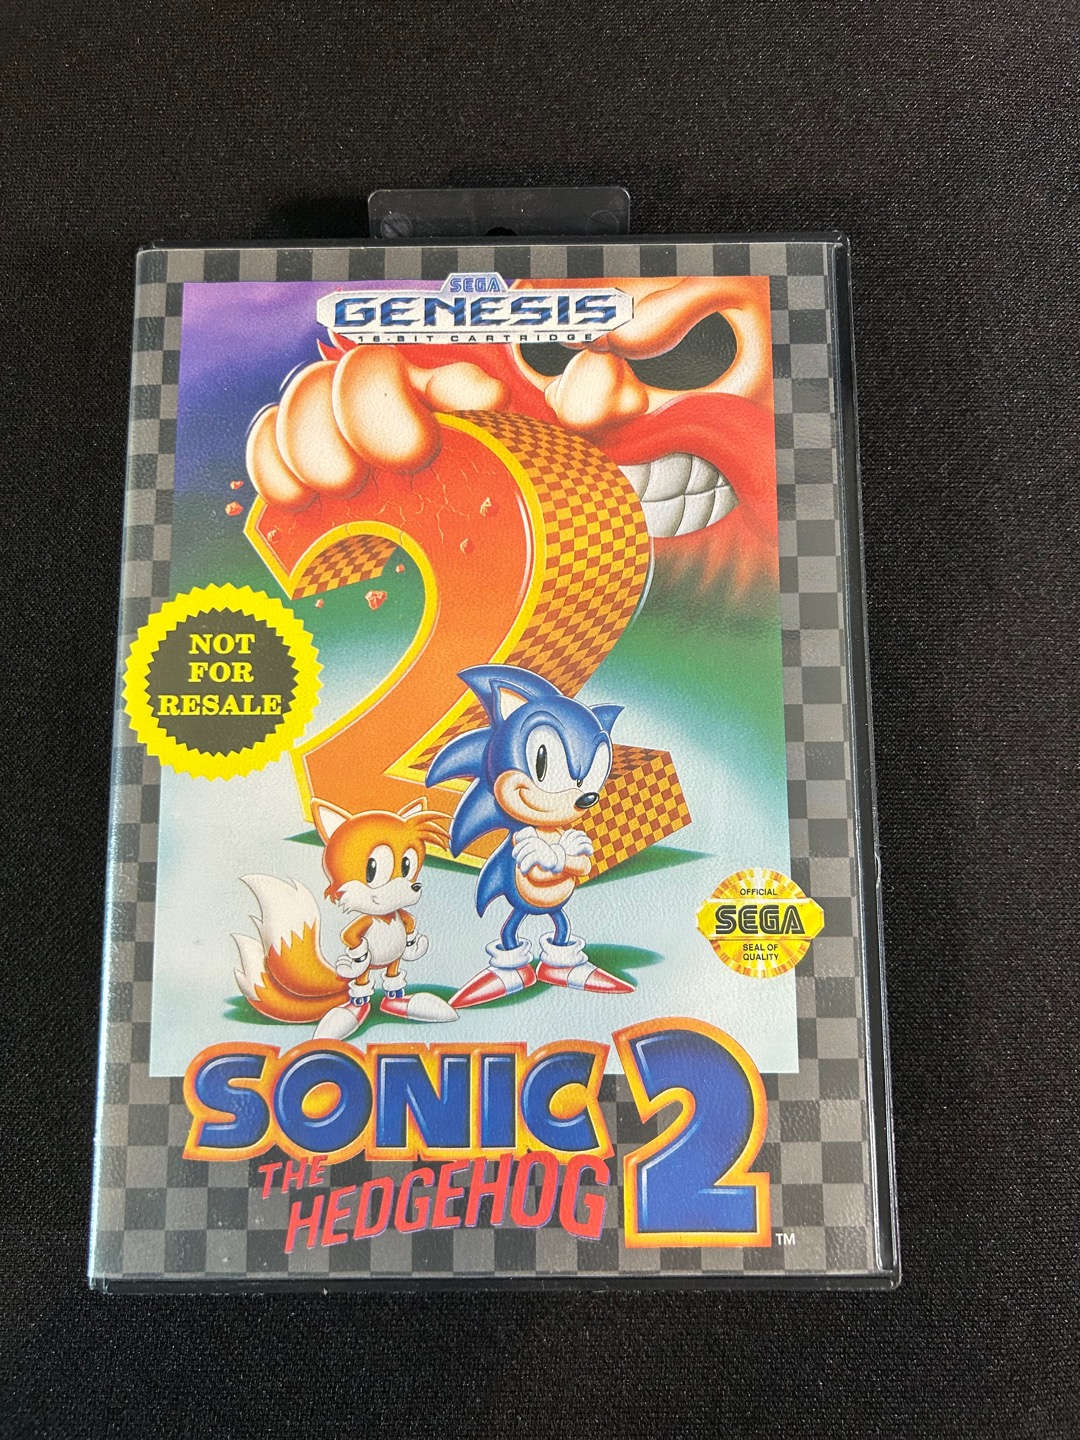 SEGA
GENESIS
16-BIT CARTRIDGE
NOT
FOR
RESALE
OFFICIAL
SEGA
SEAL OF
QUALITY
SONIC 2
THE
HEDGEHOG
TM